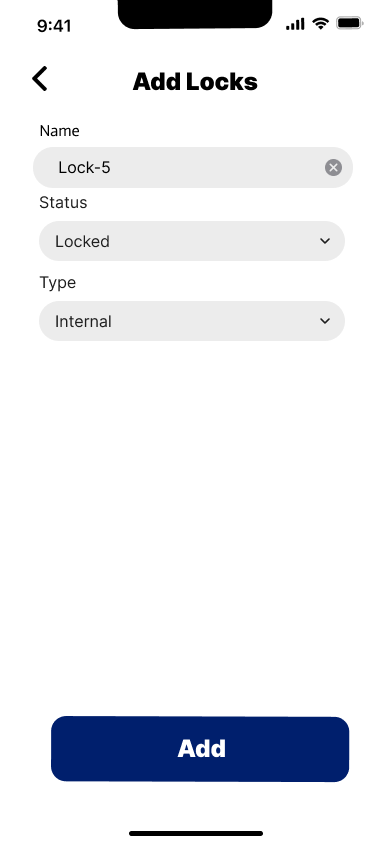 9:41
Add Locks
Name
Lock-5
Status
Locked
Type
Internal
Add